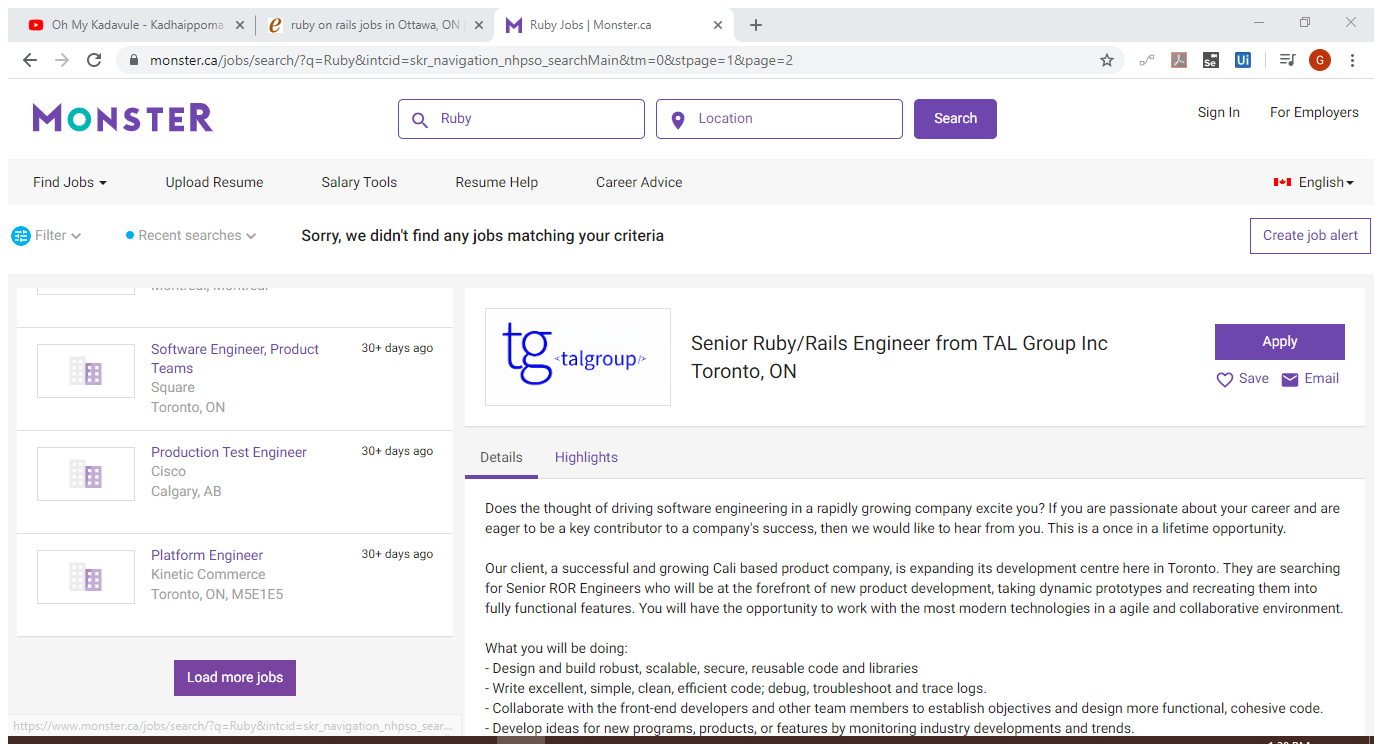 Oh My Kadavule - Kadhaippoma
ruby on rails jobs in Ottawa, ON
Ruby Jobs | Monster.ca
monster.ca/jobs/search/?q=Ruby&intcid=skr_navigation_nhpso_searchMain&tm=0&stpage=1&page=2
Se
Ui
G
MONSTER
Ruby
Location
Search
Sign In
For Employers
Find Jobs
Upload Resume
Salary Tools
Resume Help
Career Advice
English
Filter
Recent searches
Sorry, we didn't find any jobs matching your criteria
Create job alert
Montreal, Montreal
Software Engineer, Product
Teams
30+ days ago
Square
Toronto, ON
Production Test Engineer
30+ days ago
Cisco
Calgary, AB
Platform Engineer
30+ days ago
Kinetic Commerce
Toronto, ON, M5E1E5
Load more jobs
https://www.monster.ca/jobs/search/?q=Ruby&intcid=skr_navigation_nhpso_sear...
tg
<talgroup/>
Senior Ruby/Rails Engineer from TAL Group Inc
Toronto, ON
Apply
Save
Email
Details
Highlights
Does the thought of driving software engineering in a rapidly growing company excite you? If you are passionate about your career and are
eager to be a key contributor to a company's success, then we would like to hear from you. This is a once in a lifetime opportunity.
Our client, a successful and growing Cali based product company, is expanding its development centre here in Toronto. They are searching
for Senior ROR Engineers who will be at the forefront of new product development, taking dynamic prototypes and recreating them into
fully functional features. You will have the opportunity to work with the most modern technologies in a agile and collaborative environment.
What you will be doing:
- Design and build robust, scalable, secure, reusable code and libraries
- Write excellent, simple, clean, efficient code; debug, troubleshoot and trace logs.
- Collaborate with the front-end developers and other team members to establish objectives and design more functional, cohesive code.
- Develop ideas for new programs, products, or features by monitoring industry developments and trends.